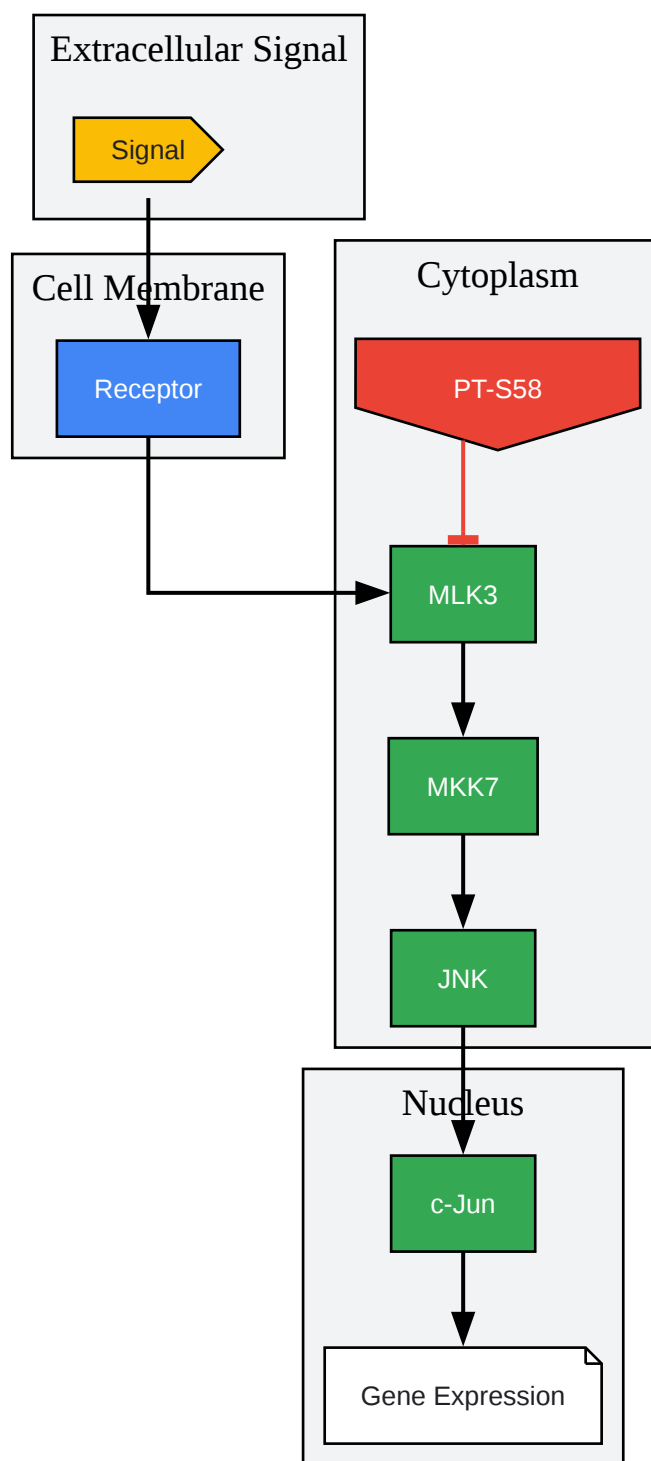 Extracellular Signal
Signal
Cell Membrane
Receptor
Cytoplasm
PT-S58
MLK3
MKK7
JNK
Nucleus
c-Jun
Gene Expression